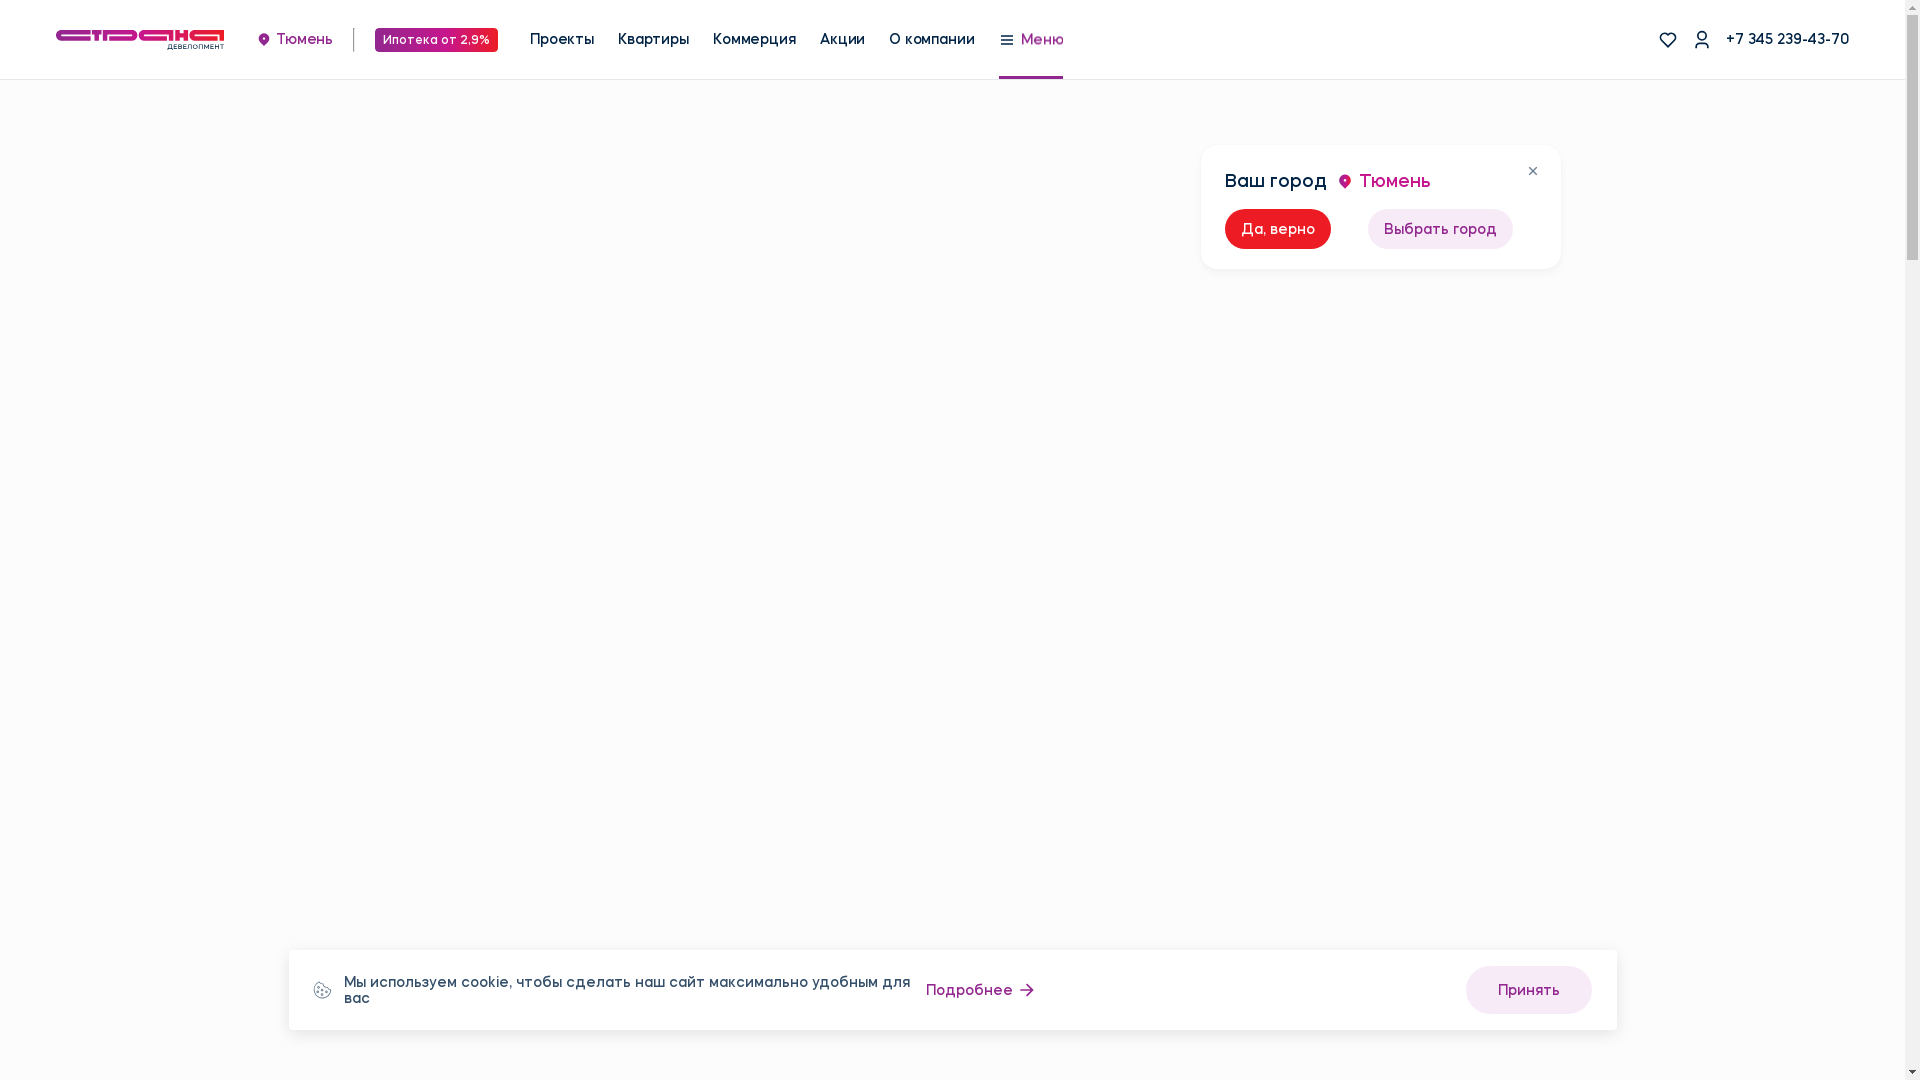 страна
ДЕВЕЛОПМЕНТ
Тюмень
Ипотека от 2,9%
Проекты
Квартиры
Коммерция
Акции
О компании
Меню
+7 345 239-43-70
Ваш город
Тюмень
Да, верно
Выбрать город
Мы используем cookie, чтобы сделать наш сайт максимально удобным для
вас
Подробнее
Принять